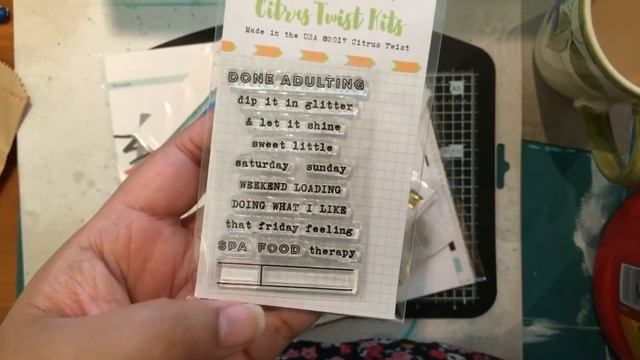 Citrus Twist Kits
Made in the USA ©2017 Citrus Twist
DONE ADULTING
dip it in glitter
& let it shine
sweet little
saturday sunday
WEEKEND LOADING
DOING WHAT I LIKE
that friday feeling
SPA FOOD therapy